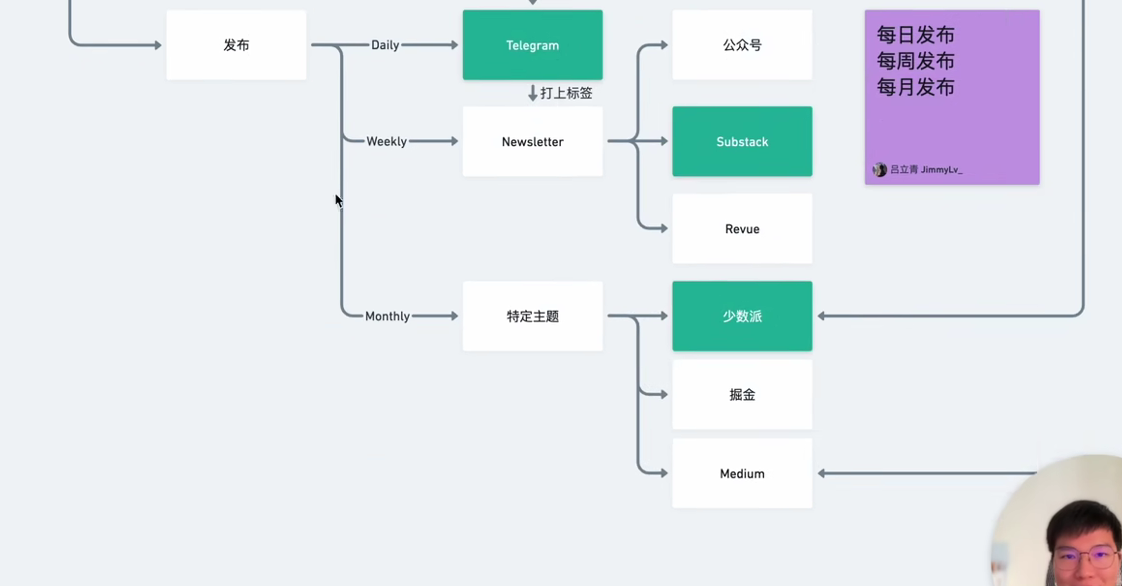 发布
Daily
Telegram
公众号
每日发布
每周发布
每月发布
打上标签
Weekly
Newsletter
Substack
吕立青 JimmyLv_
Revue
Monthly
特定主题
少数派
掘金
Medium